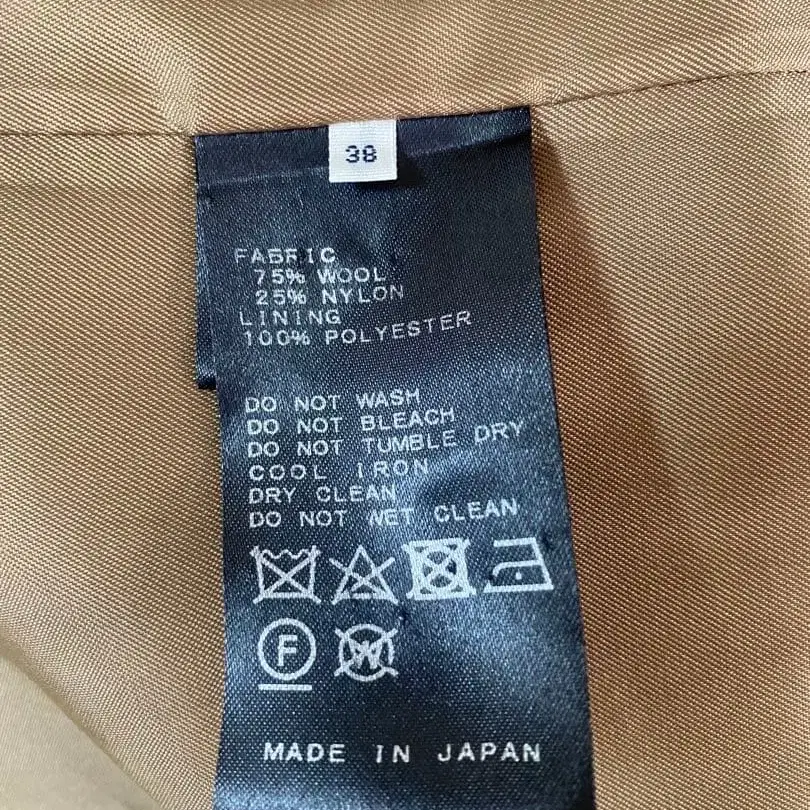 38
FABRIC
75% WOOL
25% NYLON
LINING
100% POLYESTER
DO NOT WASH
DO NOT BLEACH
DO NOT TUMBLE DRY
COOL IRON
DRY CLEAN
DO NOT WET CLEAN
F W
MADE IN JAPAN